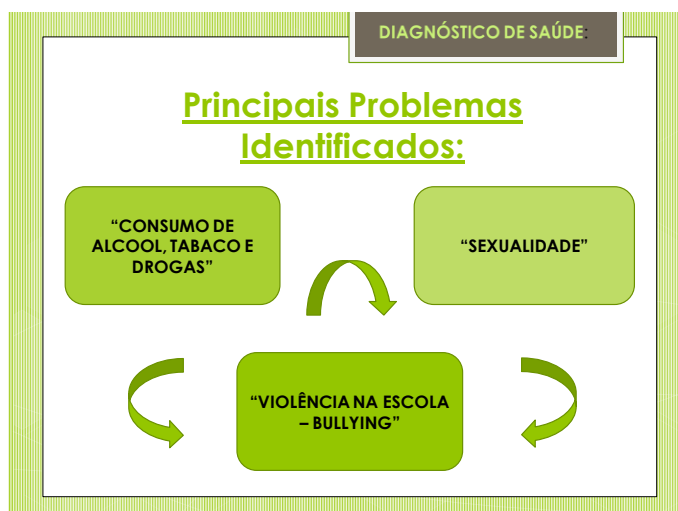 DIAGNÓSTICO DE SAÚDE:
Principais Problemas
Identificados:
“CONSUMO DE
ALCOOL, TABACO E
DROGAS”
“SEXUALIDADE”
“VIOLÊNCIA NA ESCOLA
– BULLYING”